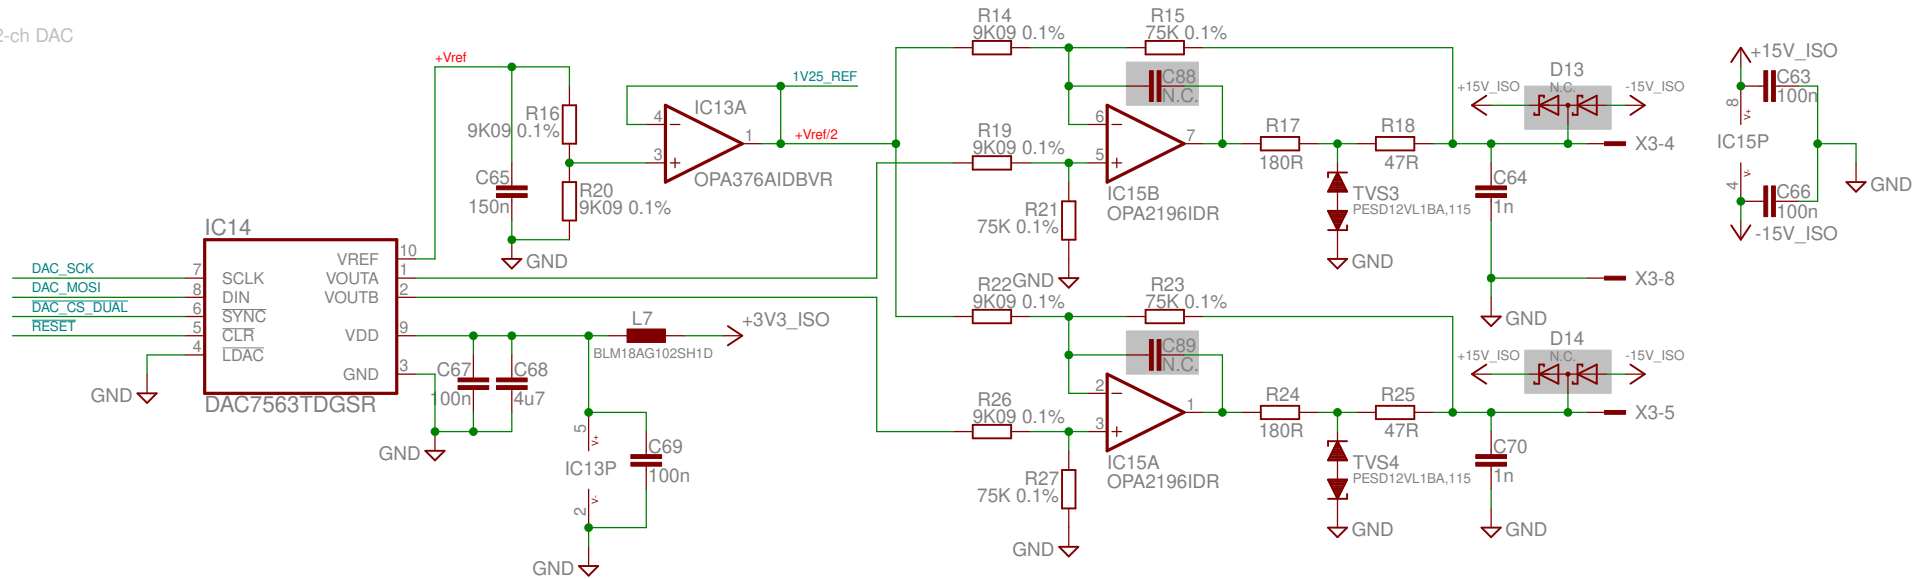 2-ch DAC
+Vref
1V25_REF
+Vref/2
R16
9K09 0.1%
C65
150n
R20
9K09 0.1%
IC13A
4
3
1
OPA376AIDBVR
IC14
DAC_SCK
DAC_MOSI
DAC_CS_DUAL
RESET
7
8
6
5
4
SCLK
DIN
SYNC
CLR
LDAC
VREF
VOUTA
VOUTB
VDD
GND
10
1
2
9
3
DAC7563TDGSR
GND
GND
GND
C67
100n
C68
4u7
L7
BLM18AG102SH1D
+3V3_ISO
5
V+
IC13P
V-
2
C69
100n
GND
R14
9K09 0.1%
R15
75K 0.1%
C88
N.C.
R19
9K09 0.1%
6
5
7
IC15B
OPA2196IDR
R21
75K 0.1%
GND
R17
180R
R18
47R
TVS3
PESD12VL1BA,115
GND
C64
1n
GND
D13
N.C.
+15V_ISO
-15V_ISO
X3-4
X3-8
R22
9K09 0.1%
R23
75K 0.1%
C89
N.C.
R26
9K09 0.1%
2
3
1
IC15A
OPA2196IDR
R27
75K 0.1%
GND
R24
180R
R25
47R
TVS4
PESD12VL1BA,115
GND
C70
1n
GND
D14
N.C.
+15V_ISO
-15V_ISO
X3-5
+15V_ISO
C63
100n
8
V+
IC15P
V-
4
C66
100n
-15V_ISO
GND